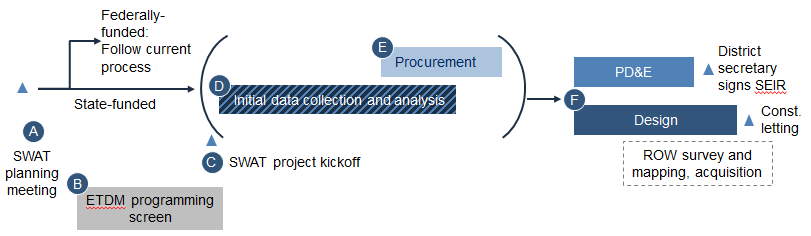 Federally-
funded:
Follow current
process
State-funded
A
SWAT
planning
meeting
B
ETDM programming
screen
E
Procurement
D
Initial data collection and analysis
C
SWAT project kickoff
F
PD&E
District
secretary
signs SEIR
Design
Const.
letting
ROW survey and
mapping, acquisition